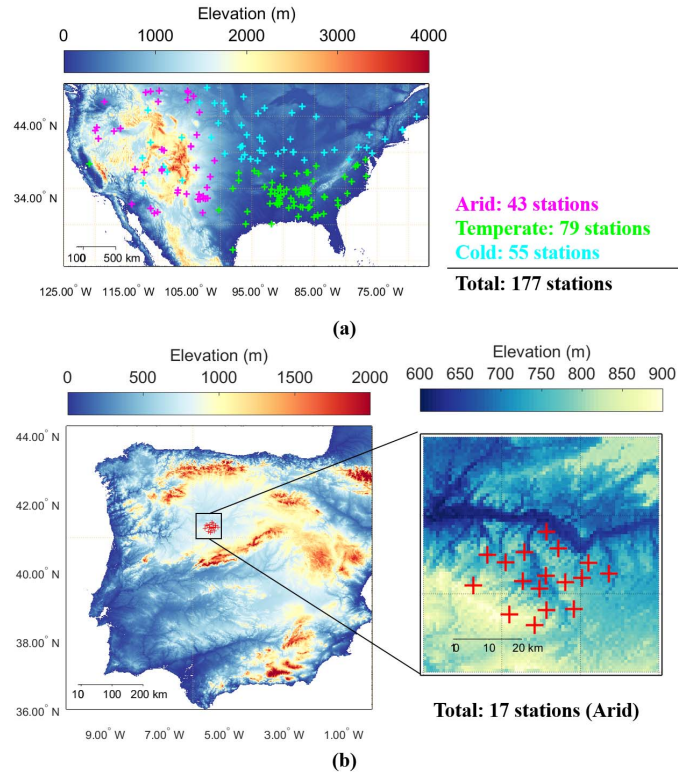 Elevation (m)
0 1000 2000 3000 4000
44.00° N
34.00° N
100 500 km
125.00° W 115.00° W 105.00° W 95.00° W 85.00° W 75.00° W
Arid: 43 stations
Temperate: 79 stations
Cold: 55 stations
Total: 177 stations
(a)
Elevation (m)
0 500 1000 1500 2000
44.00° N
42.00° N
40.00° N
38.00° N
36.00° N
10 100 200 km
9.00° W 7.00° W 5.00° W 3.00° W 1.00° W
Elevation (m)
600 650 700 750 800 850 900
0 10 20 km
Total: 17 stations (Arid)
(b)